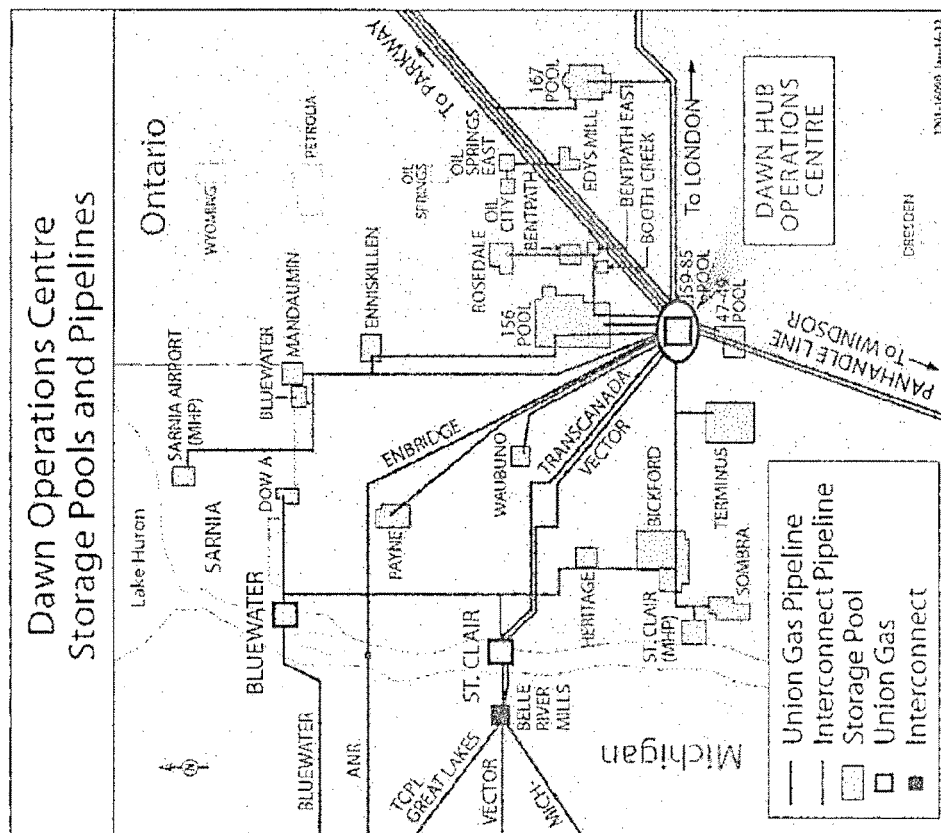 Dawn Operations Centre
Storage Pools and Pipelines
Lake Huron
Ontario
SARNIA AIRPORT
(MHP)
SARNIA
WYOMING
PETROLIA
DOW A
BLUEWATER
MANDAUMIN
BLUEWATER
BLUEWATER
ENNISKILLEN
ANR
ENBRIDGE
PAYNE
WAUBUNO
TRANSCANADA
VECTOR
OIL
SPRINGS
OIL
SPRINGS
EAST
TO PARKWAY
ROSEDALE
OIL
CITY
BENTPATH
EDYS MILL
167
POOL
156
POOL
BENTPATH EAST
BOOTH CREEK
TO LONDON
ST. CLAIR
TCPL
GREAT LAKES
VECTOR
MICH-
BELLE
RIVER
MILLS
HERITAGE
BICKFORD
ST. CLAIR
(MHP)
SOMBRA
TERMINUS
59-85
POOL
47-49
POOL
PANHANDLE LINE
TO WINDSOR
DAWN HUB
OPERATIONS
CENTRE
DRESDEN
Michigan
N
Union Gas Pipeline
Interconnect Pipeline
Storage Pool
Union Gas
Interconnect